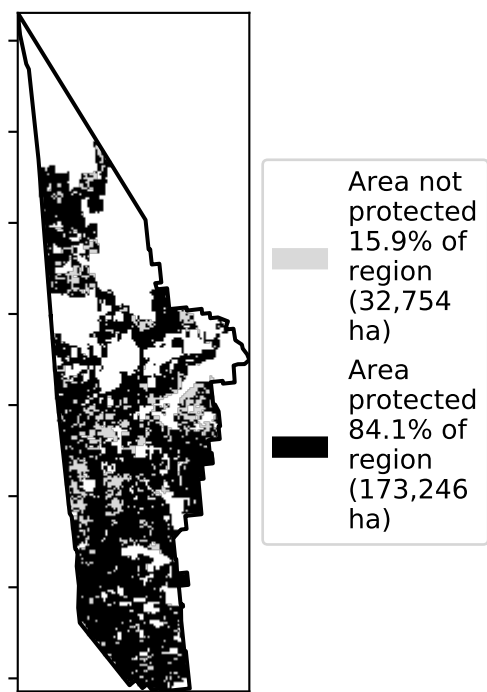 Area not
protected
15.9% of
region
(32,754
ha)
Area
protected
84.1% of
region
(173,246
ha)